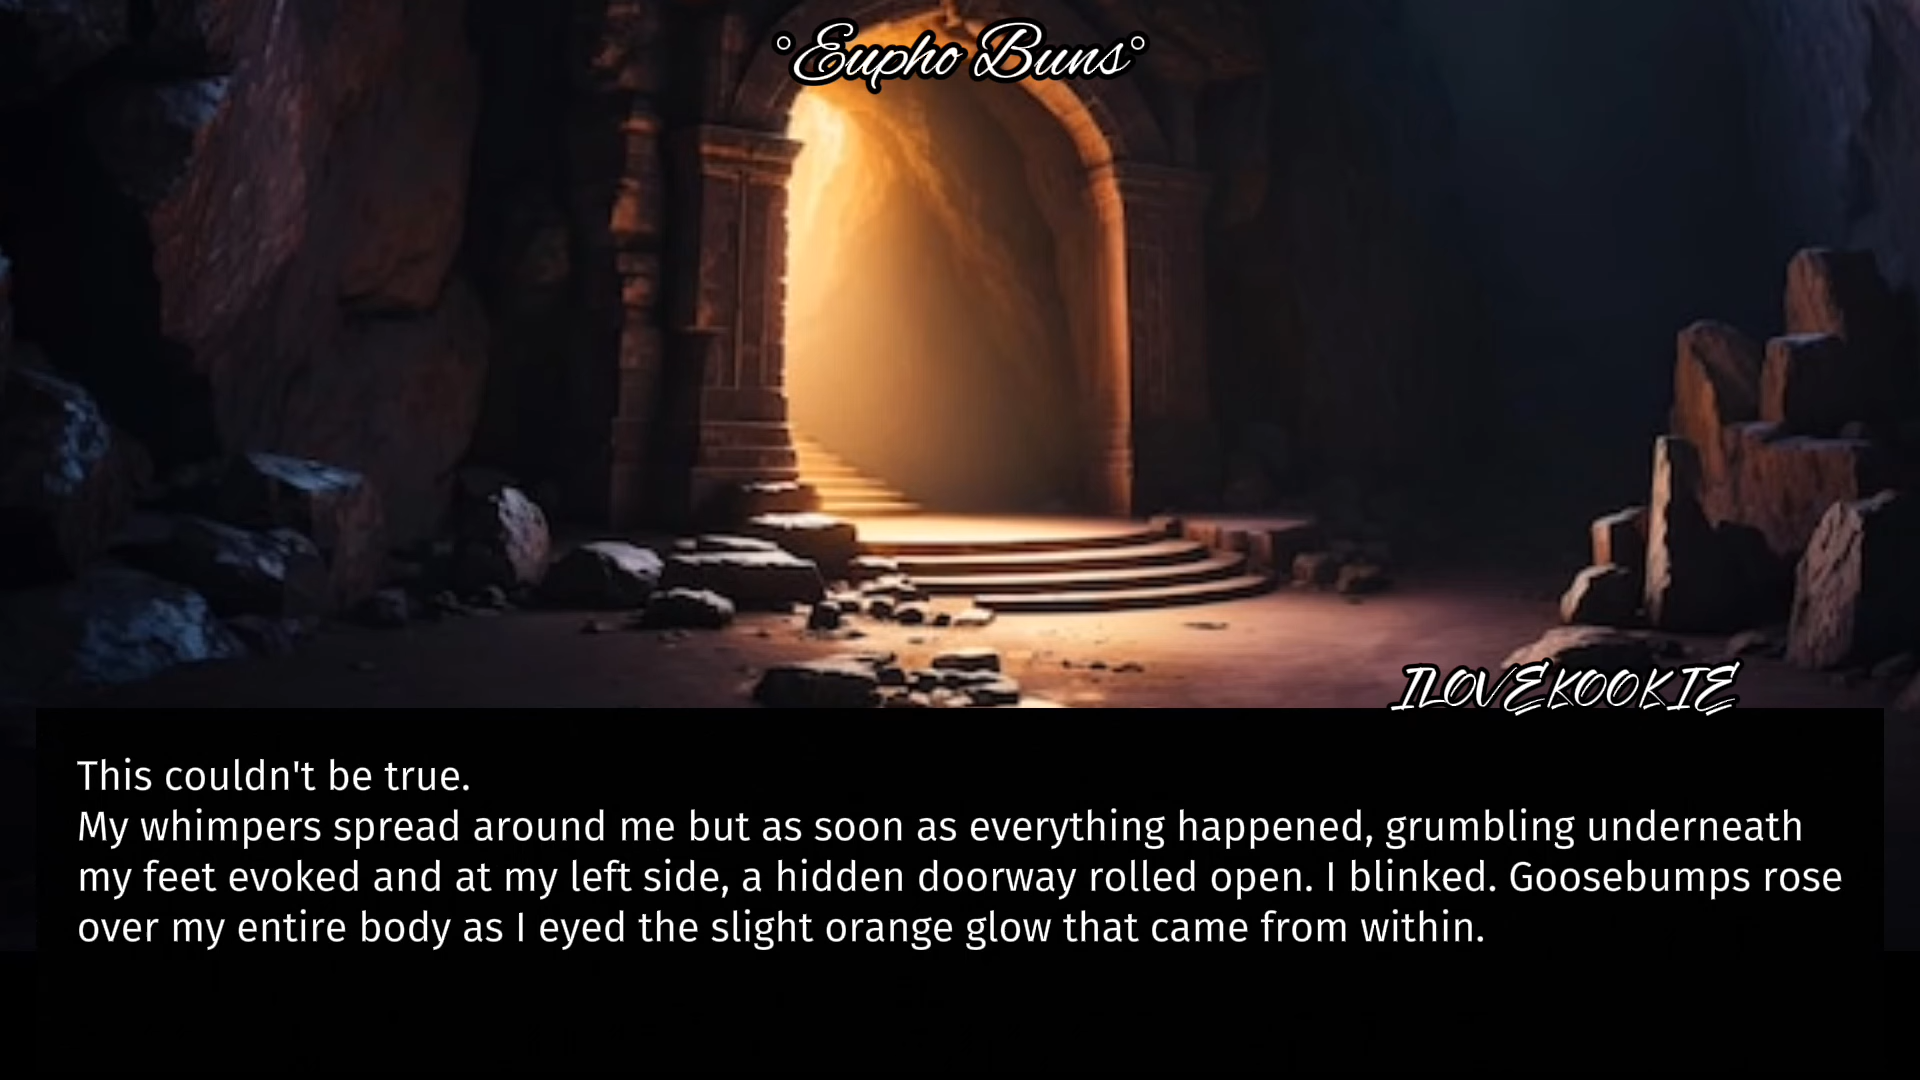 °Eupho Buns°
ILOVEKOOKIE
This couldn't be true.
My whimpers spread around me but as soon as everything happened, grumbling underneath
my feet evoked and at my left side, a hidden doorway rolled open. I blinked. Goosebumps rose
over my entire body as I eyed the slight orange glow that came from within.